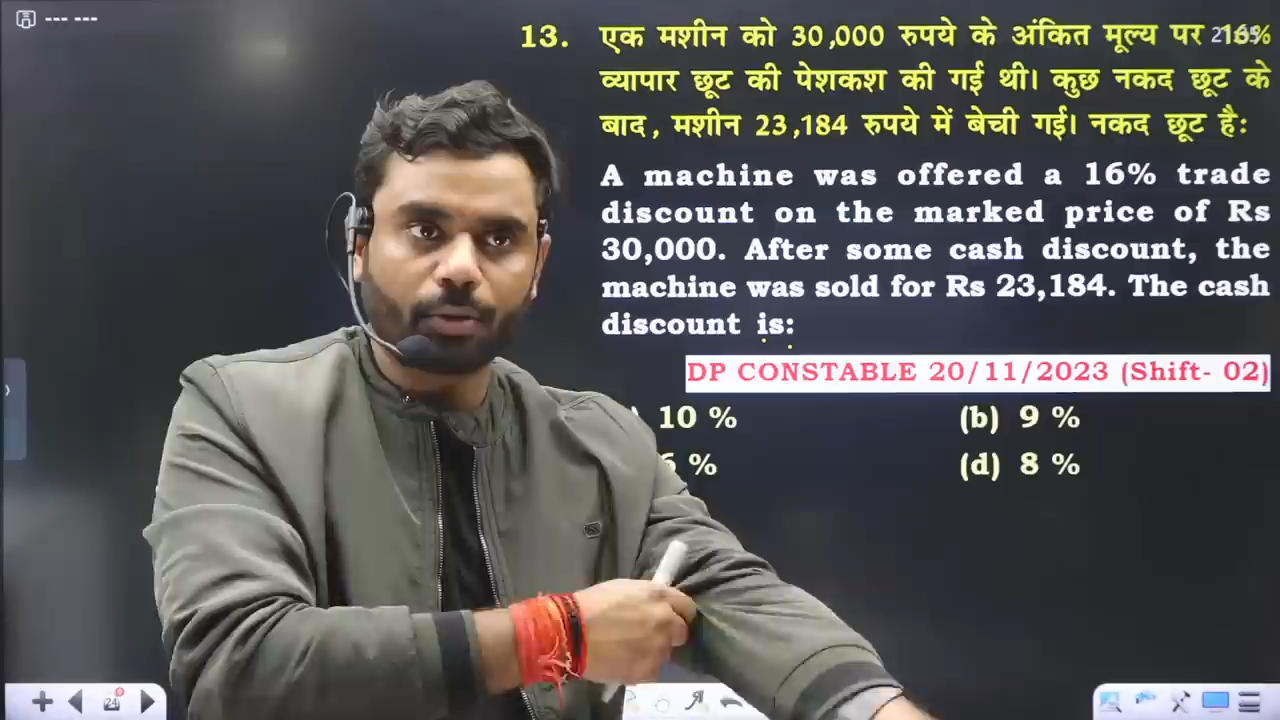 13. एक मशीन को 30,000 रुपये के अंकित मूल्य पर 16%
व्यापार छूट की पेशकश की गई थी। कुछ नकद छूट के
बाद, मशीन 23,184 रुपये में बेची गई। नकद छूट है:
A machine was offered a 16% trade
discount on the marked price of Rs
30,000. After some cash discount, the
machine was sold for Rs 23,184. The cash
discount is:
DP CONSTABLE 20/11/2023 (Shift- 02)
10 % (b) 9 %
% (d) 8 %
24